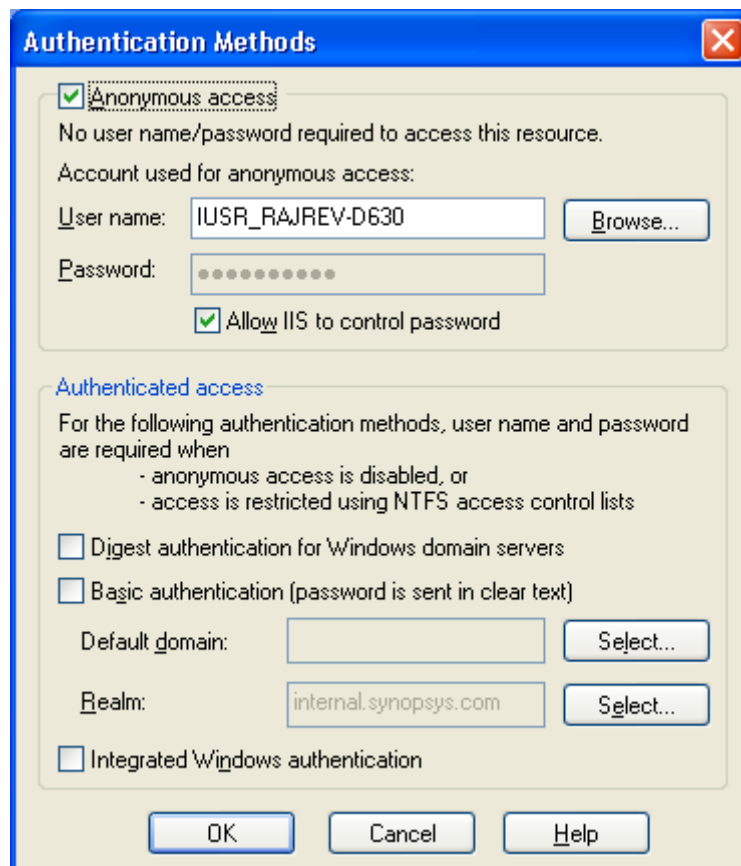 Authentication Methods
Anonymous access
No user name/password required to access this resource.
Account used for anonymous access:
User name: IUSR_RAJREV-D630 Browse...
Password: ●●●●●●●●●●
Allow IIS to control password
Authenticated access
For the following authentication methods, user name and password
are required when
- anonymous access is disabled, or
- access is restricted using NTFS access control lists
Digest authentication for Windows domain servers
Basic authentication (password is sent in clear text)
Default domain: Select...
Realm: internal.synopsys.com Select...
Integrated Windows authentication
OK Cancel Help